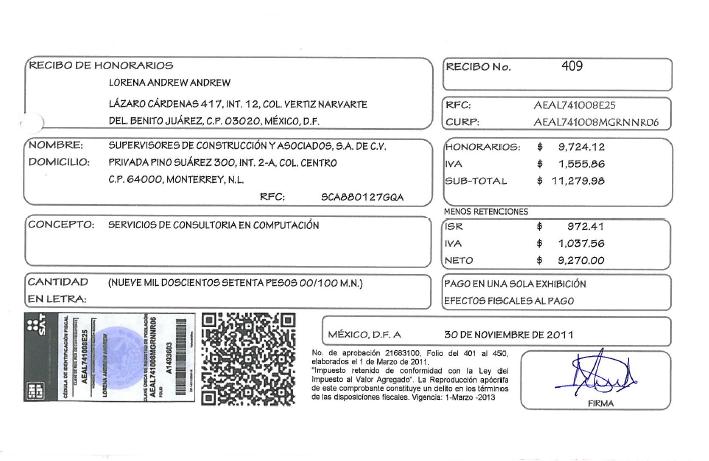 RECIBO DE HONORARIOS
LORENA ANDREW ANDREW
LÁZARO CÁRDENAS 417, INT. 12, COL. VERTIZ NARVARTE
DEL. BENITO JUÁREZ, C.P. 03020, MÉXICO, D.F.
RECIBO No. 409
RFC: AEAL741008E25
CURP: AEAL741008MGRNNR06
NOMBRE: SUPERVISORES DE CONSTRUCCIÓN Y ASOCIADOS, S.A. DE C.V.
DOMICILIO: PRIVADA PINO SUÁREZ 300, INT. 2-A, COL. CENTRO
C.P. 64000, MONTERREY, N.L.
RFC: SCA880127GQA
HONORARIOS: $ 9,724.12
IVA $ 1,555.86
SUB-TOTAL $ 11,279.98
MENOS RETENCIONES
ISR $ 972.41
IVA $ 1,037.56
NETO $ 9,270.00
CONCEPTO: SERVICIOS DE CONSULTORIA EN COMPUTACIÓN
CANTIDAD (NUEVE MIL DOSCIENTOS SETENTA PESOS 00/100 M.N.)
EN LETRA:
PAGO EN UNA SOLA EXHIBICIÓN
EFECTOS FISCALES AL PAGO
SAT
CÉDULA DE IDENTIFICACIÓN FISCAL
AEAL741008E25
LORENA ANDREW ANDREW
AEAL741008MGRNNR06
FOLIO
A1493603
MÉXICO, D.F. A 30 DE NOVIEMBRE DE 2011
No. de aprobación 21683100, Folio del 401 al 450,
elaborados el 1 de Marzo de 2011.
"Impuesto retenido de conformidad con la Ley del
Impuesto al Valor Agregado". La Reproducción apócrifa
de este comprobante constituye un delito en los términos
de las disposiciones fiscales. Vigencia: 1-Marzo -2013
FIRMA